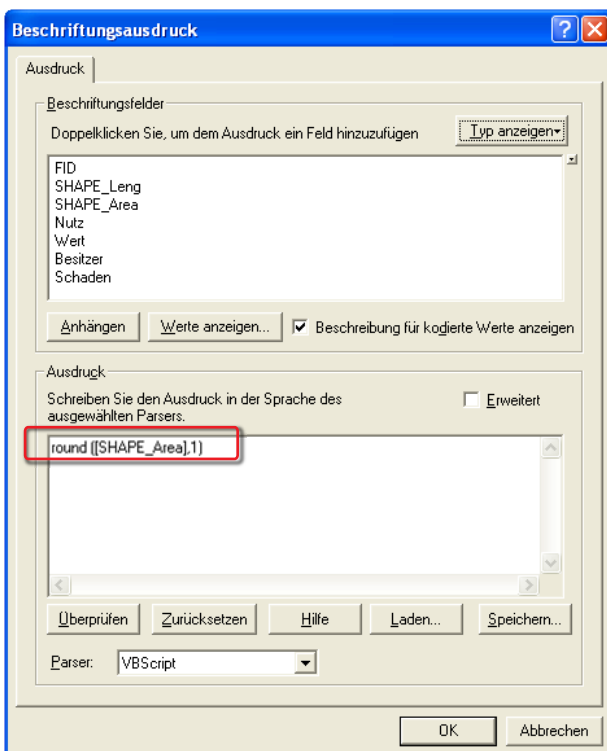 Beschriftungsausdruck
Ausdruck
Beschriftungsfelder
Doppelklicken Sie, um dem Ausdruck ein Feld hinzuzufügen
Typ anzeigen
FID
SHAPE_Leng
SHAPE_Area
Nutz
Wert
Besitzer
Schaden
Anhängen
Werte anzeigen...
Beschreibung für kodierte Werte anzeigen
Ausdruck
Schreiben Sie den Ausdruck in der Sprache des
ausgewählten Parsers.
Erweitert
round ([SHAPE_Area],1)
Überprüfen
Zurücksetzen
Hilfe
Laden...
Speichern...
Parser:
VBScript
OK
Abbrechen